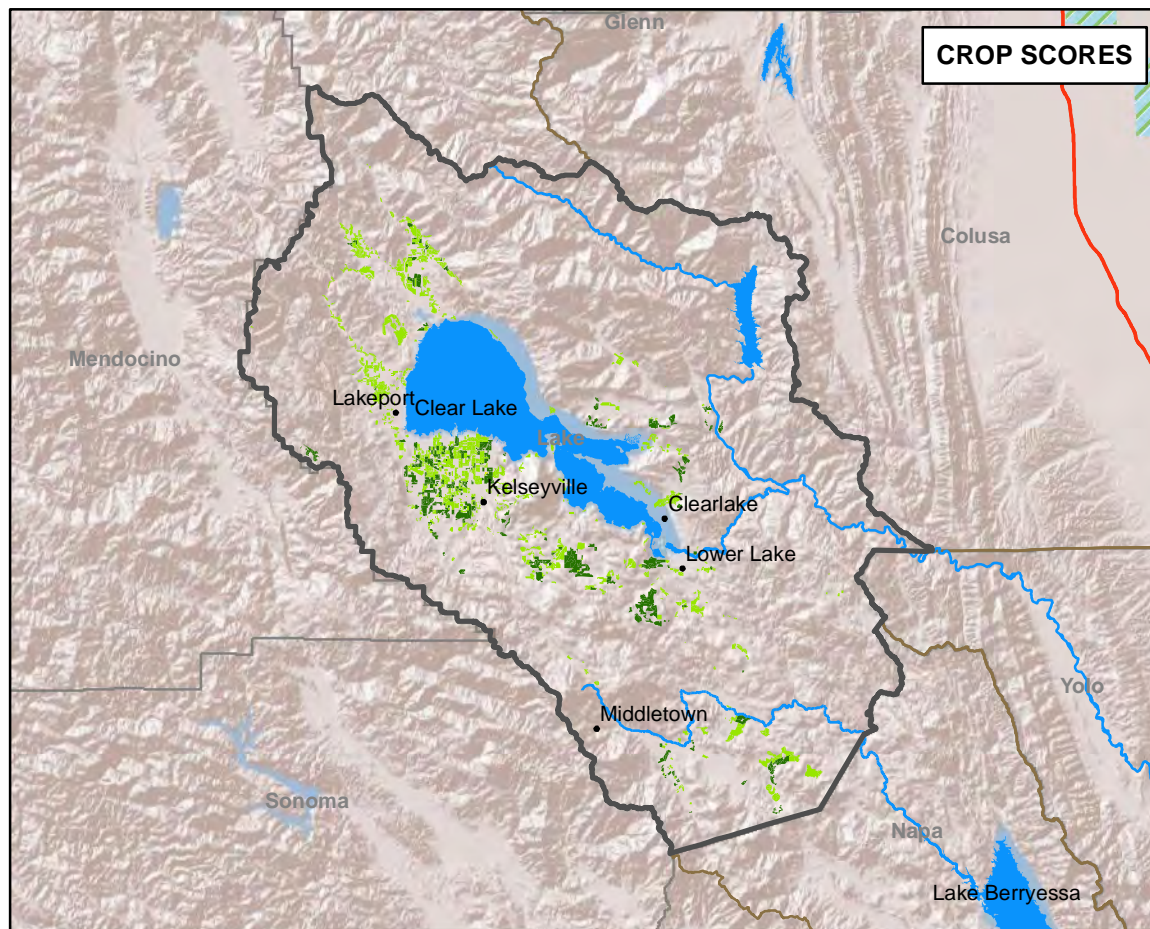 Glenn
CROP SCORES
Colusa
Mendocino
Lakeport
Clear Lake
Lake
Kelseyville
Clearlake
Lower Lake
Yolo
Middletown
Sonoma
Napa
Lake Berryessa